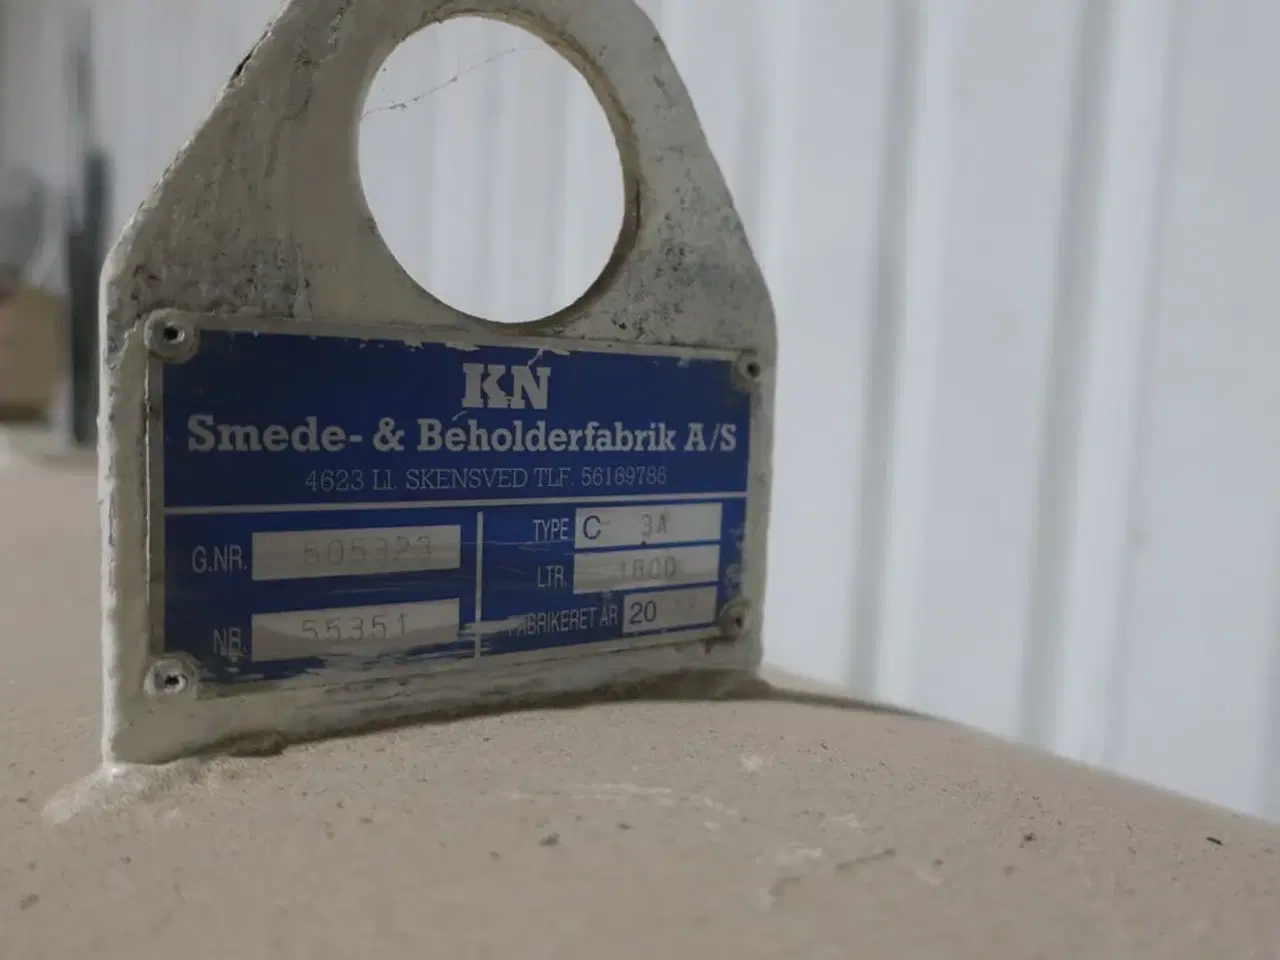 KN
Smede- & Beholderfabrik A/S
4623 Ll. SKENSVED TLF. 56169786
G.NR. 505323
TYPE C 3A
LTR. 1800
NR. 55351
FABRIKERET ÅR 20